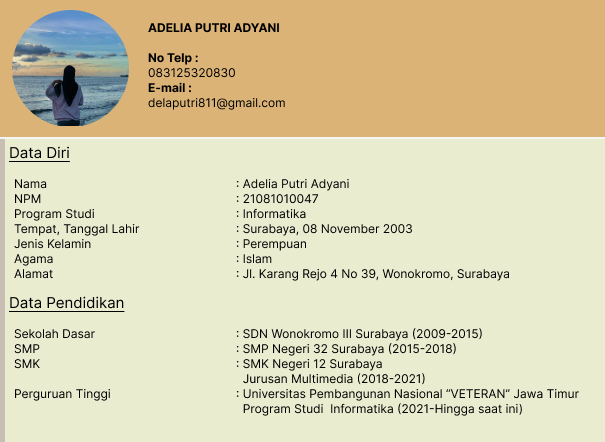 ADELIA PUTRI ADYANI
No Telp :
083125320830
E-mail :
delaputri811@gmail.com
Data Diri
Nama : Adelia Putri Adyani
NPM : 21081010047
Program Studi : Informatika
Tempat, Tanggal Lahir : Surabaya, 08 November 2003
Jenis Kelamin : Perempuan
Agama : Islam
Alamat : Jl. Karang Rejo 4 No 39, Wonokromo, Surabaya
Data Pendidikan
Sekolah Dasar : SDN Wonokromo III Surabaya (2009-2015)
SMP : SMP Negeri 32 Surabaya (2015-2018)
SMK : SMK Negeri 12 Surabaya
Jurusan Multimedia (2018-2021)
Perguruan Tinggi : Universitas Pembangunan Nasional “VETERAN” Jawa Timur
Program Studi Informatika (2021-Hingga saat ini)